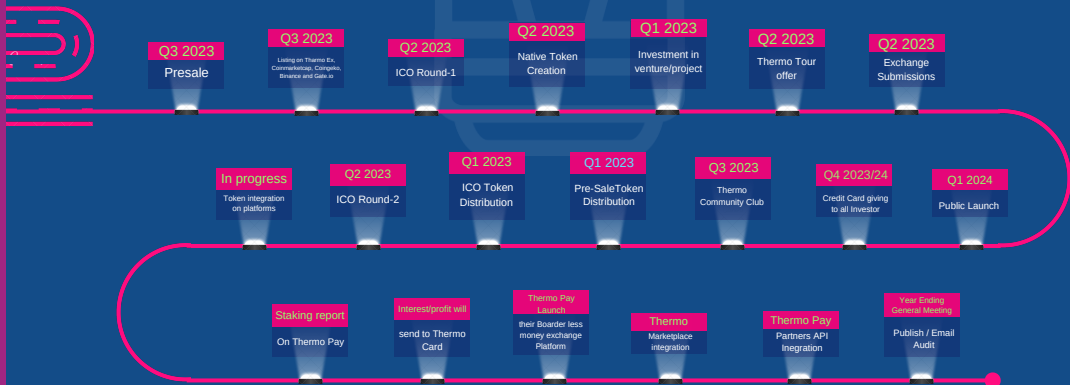 Q3 2023
Presale
Q3 2023
Listing on Thermo Ex,
Coinmarketcap, Coingeko,
Binance and Gate.io
Q2 2023
ICO Round-1
Q2 2023
Native Token
Creation
Q1 2023
Investment in
venture/project
Q2 2023
Thermo Tour
offer
Q2 2023
Exchange
Submissions
In progress
Token integration
on platforms
Q2 2023
ICO Round-2
Q1 2023
ICO Token
Distribution
Q1 2023
Pre-SaleToken
Distribution
Q3 2023
Thermo
Community Club
Q4 2023/24
Credit Card giving
to all Investor
Q1 2024
Public Launch
Staking report
On Thermo Pay
Interest/profit will
send to Thermo
Card
Thermo Pay
Launch
their Boarder less
money exchange
Platform
Thermo
Marketplace
integration
Thermo Pay
Partners API
Inegration
Year Ending
General Meeting
Publish / Email
Audit